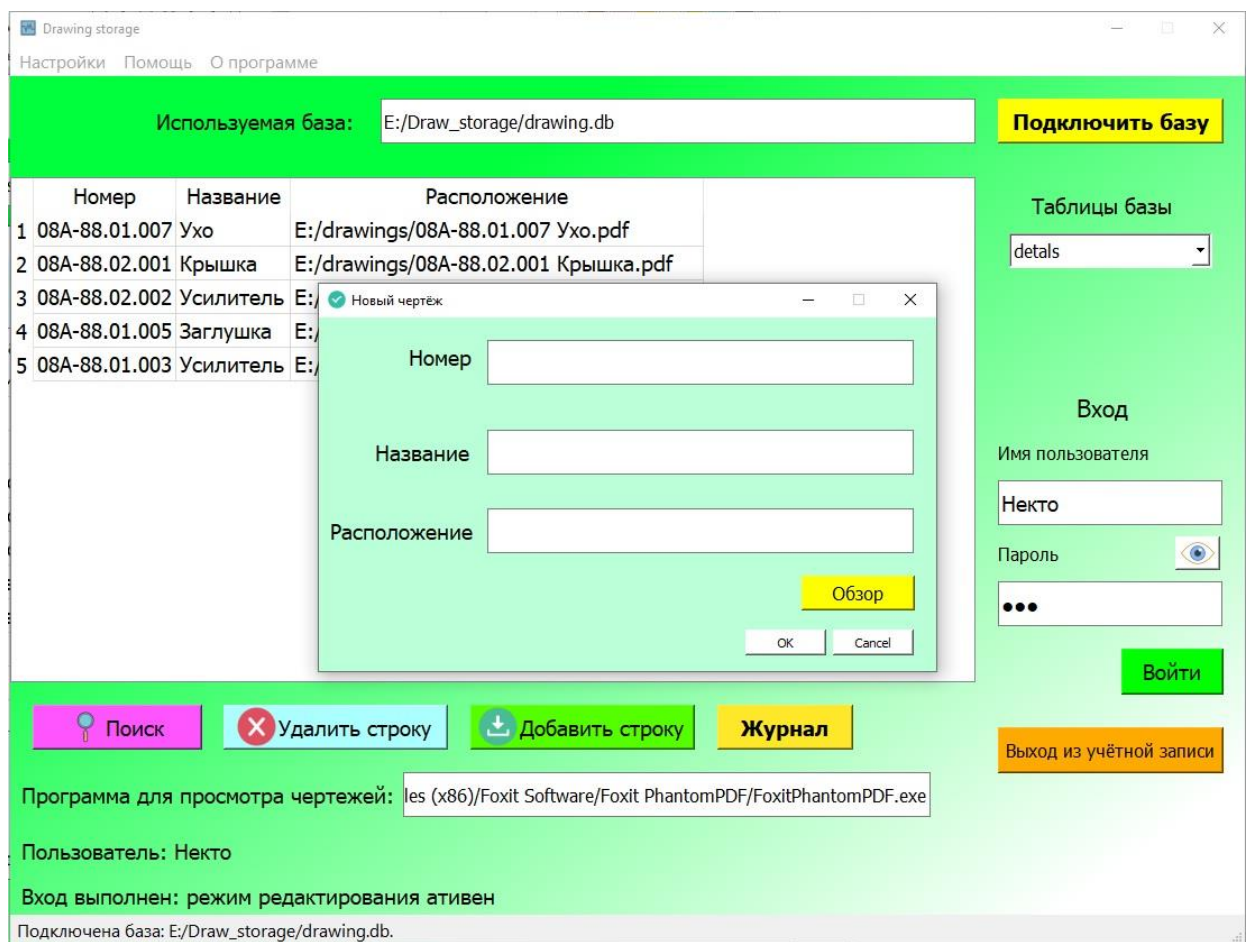 Drawing storage
Настройки Помощь О программе
Используемая база: E:/Draw_storage/drawing.db Подключить базу
Номер Название Расположение
1 08A-88.01.007 Ухо E:/drawings/08A-88.01.007 Ухо.pdf
2 08A-88.02.001 Крышка E:/drawings/08A-88.02.001 Крышка.pdf
3 08A-88.02.002 Усилитель E:/
4 08A-88.01.005 Заглушка E:/
5 08A-88.01.003 Усилитель E:/
Новый чертёж
Номер
Название
Расположение
Обзор
OK Cancel
Таблицы базы
detals
Вход
Имя пользователя
Некто
Пароль
●●●
Войти
Выход из учётной записи
Поиск Удалить строку Добавить строку Журнал
Программа для просмотра чертежей: les (x86)/Foxit Software/Foxit PhantomPDF/FoxitPhantomPDF.exe
Пользователь: Некто
Вход выполнен: режим редактирования ативен
Подключена база: E:/Draw_storage/drawing.db.